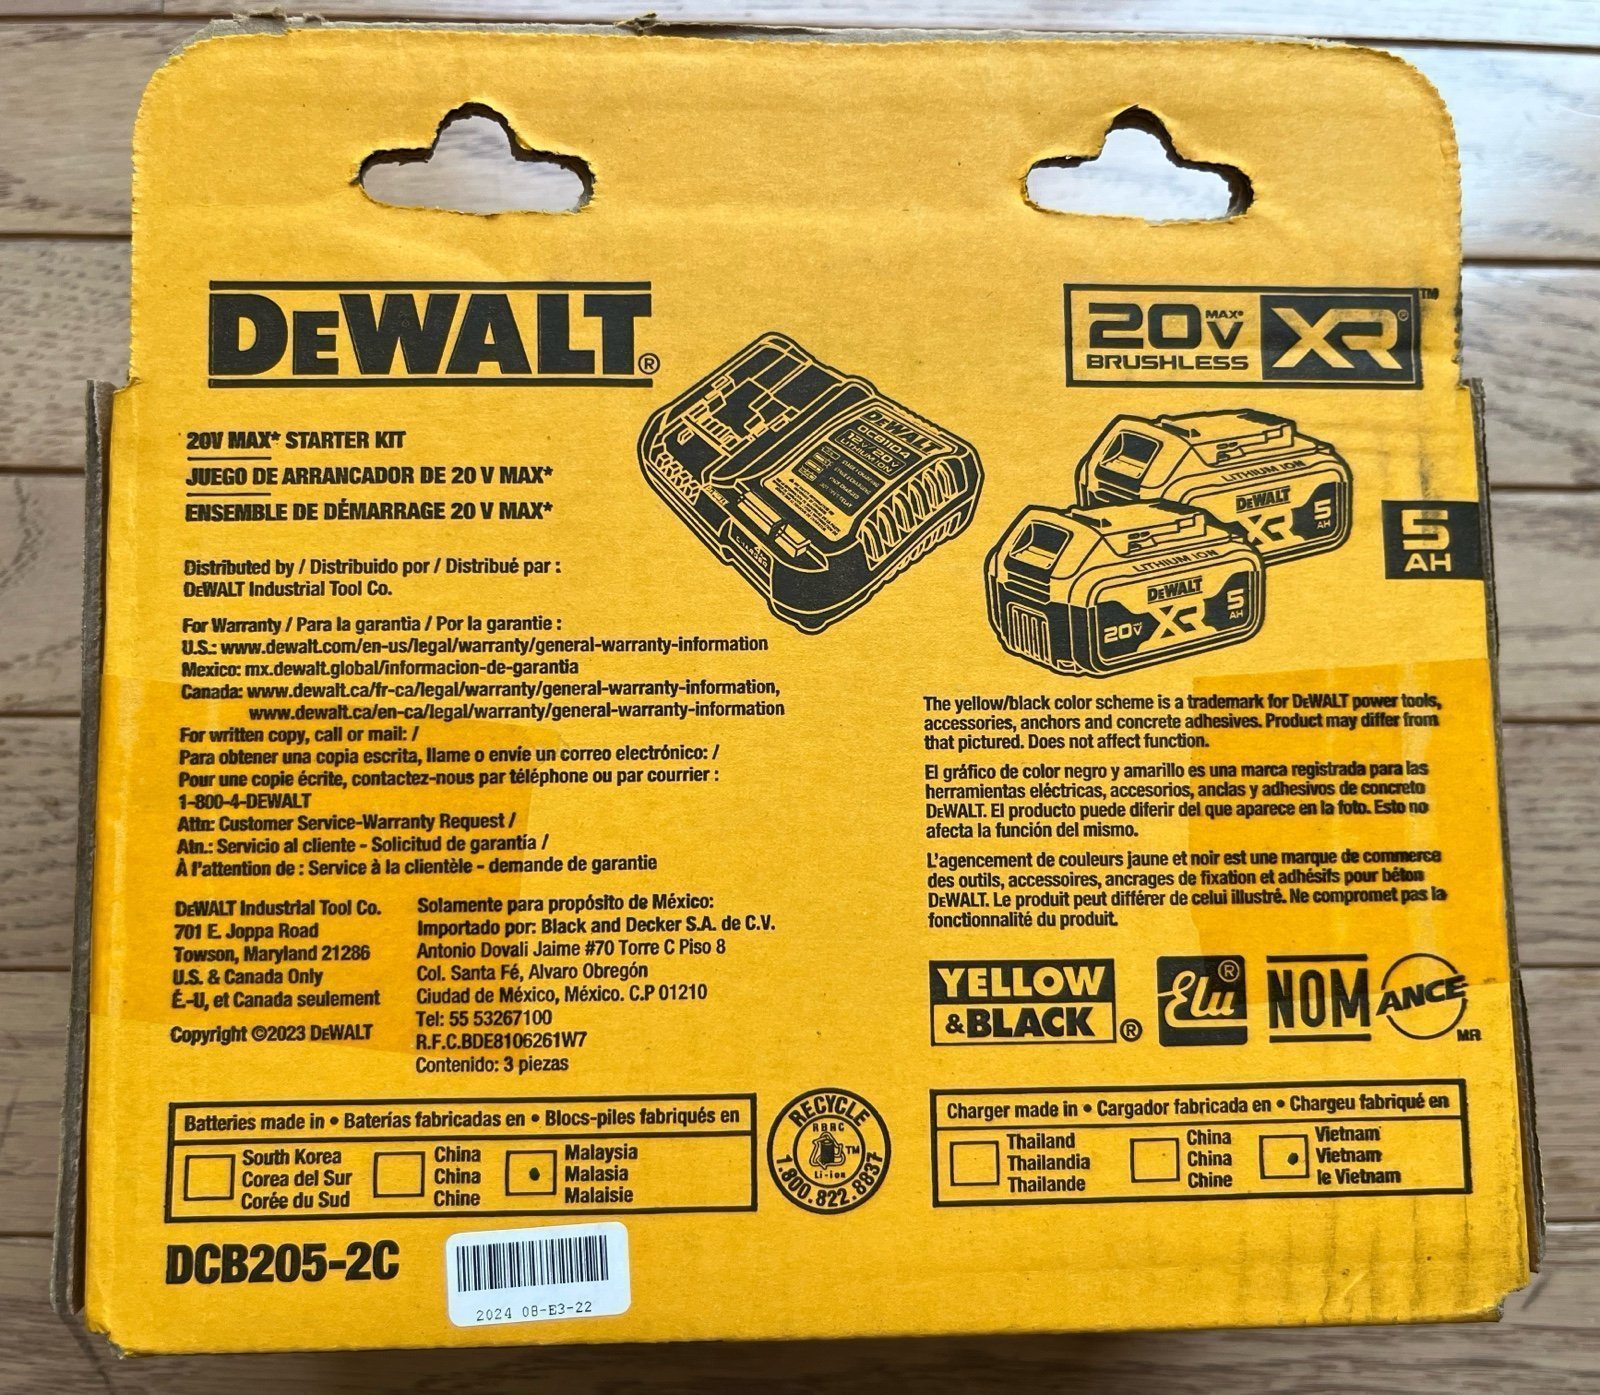 DEWALT®
20V MAX* BRUSHLESS XR® ™
20V MAX* STARTER KIT
JUEGO DE ARRANCADOR DE 20 V MAX*
ENSEMBLE DE DÉMARRAGE 20 V MAX*
DEWALT
DCB1104
12V/20V
LITHIUM ION
LITHIUM ION
DEWALT
XR 5 AH
LITHIUM ION
DEWALT
20V XR 5 AH
5 AH
Distributed by / Distribuido por / Distribué par :
DEWALT Industrial Tool Co.
For Warranty / Para la garantia / Por la garantie :
U.S.: www.dewalt.com/en-us/legal/warranty/general-warranty-information
Mexico: mx.dewalt.global/informacion-de-garantia
Canada: www.dewalt.ca/fr-ca/legal/warranty/general-warranty-information,
www.dewalt.ca/en-ca/legal/warranty/general-warranty-information
For written copy, call or mail: /
Para obtener una copia escrita, llame o envíe un correo electrónico: /
Pour une copie écrite, contactez-nous par téléphone ou par courrier :
1-800-4-DEWALT
Attn: Customer Service-Warranty Request /
Atn.: Servicio al cliente - Solicitud de garantía /
À l'attention de : Service à la clientèle - demande de garantie
DEWALT Industrial Tool Co.
701 E. Joppa Road
Towson, Maryland 21286
U.S. & Canada Only
É.-U, et Canada seulement
Copyright ©2023 DEWALT
Solamente para propósito de México:
Importado por: Black and Decker S.A. de C.V.
Antonio Dovali Jaime #70 Torre C Piso 8
Col. Santa Fé, Alvaro Obregón
Ciudad de México, México. C.P 01210
Tel: 55 53267100
R.F.C.BDE8106261W7
Contenido: 3 piezas
The yellow/black color scheme is a trademark for DEWALT power tools,
accessories, anchors and concrete adhesives. Product may differ from
that pictured. Does not affect function.
El gráfico de color negro y amarillo es una marca registrada para las
herramientas eléctricas, accesorios, anclas y adhesivos de concreto
DEWALT. El producto puede diferir del que aparece en la foto. Esto no
afecta la función del mismo.
L'agencement de couleurs jaune et noir est une marque de commerce
des outils, accessoires, ancrages de fixation et adhésifs pour béton
DEWALT. Le produit peut différer de celui illustré. Ne compromet pas la
fonctionnalité du produit.
YELLOW
&BLACK ®
Elu®
NOM
ANCE MR
Batteries made in • Baterías fabricadas en • Blocs-piles fabriqués en
South Korea
Corea del Sur
Corée du Sud
China
China
Chine
Malaysia
Malasia
Malaisie
RECYCLE
RBRC
™
Li-ion
1.800.822.8837
Charger made in • Cargador fabricada en • Chargeu fabriqué en
Thailand
Thailandia
Thailande
China
China
Chine
Vietnam
Vietnam
le Vietnam
DCB205-2C
2024 08-E3-22